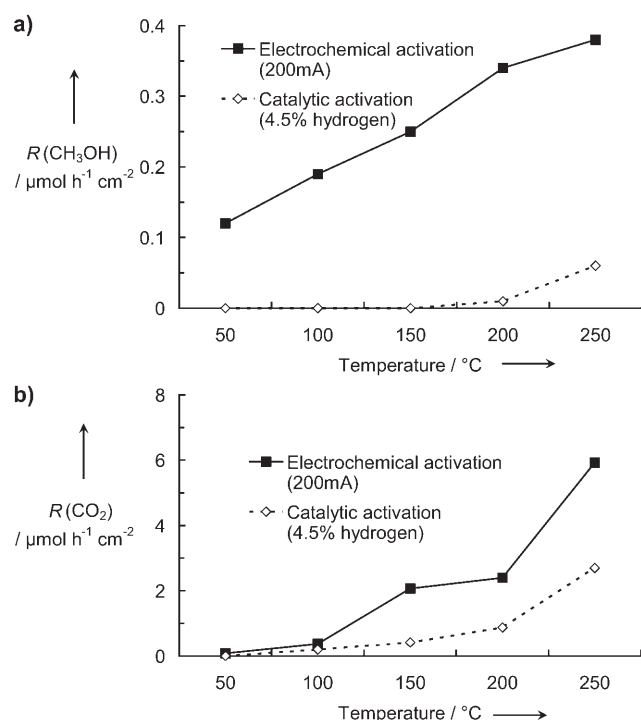 a)
0.4
Electrochemical activation
(200mA)
Catalytic activation
(4.5% hydrogen)
0.3
R(CH₃OH)
/ µmol h⁻¹ cm⁻²
0.2
0.1
0
50 100 150 200 250
Temperature / °C
b)
8
Electrochemical activation
(200mA)
Catalytic activation
(4.5% hydrogen)
6
R(CO₂)
/ µmol h⁻¹ cm⁻²
4
2
0
50 100 150 200 250
Temperature / °C